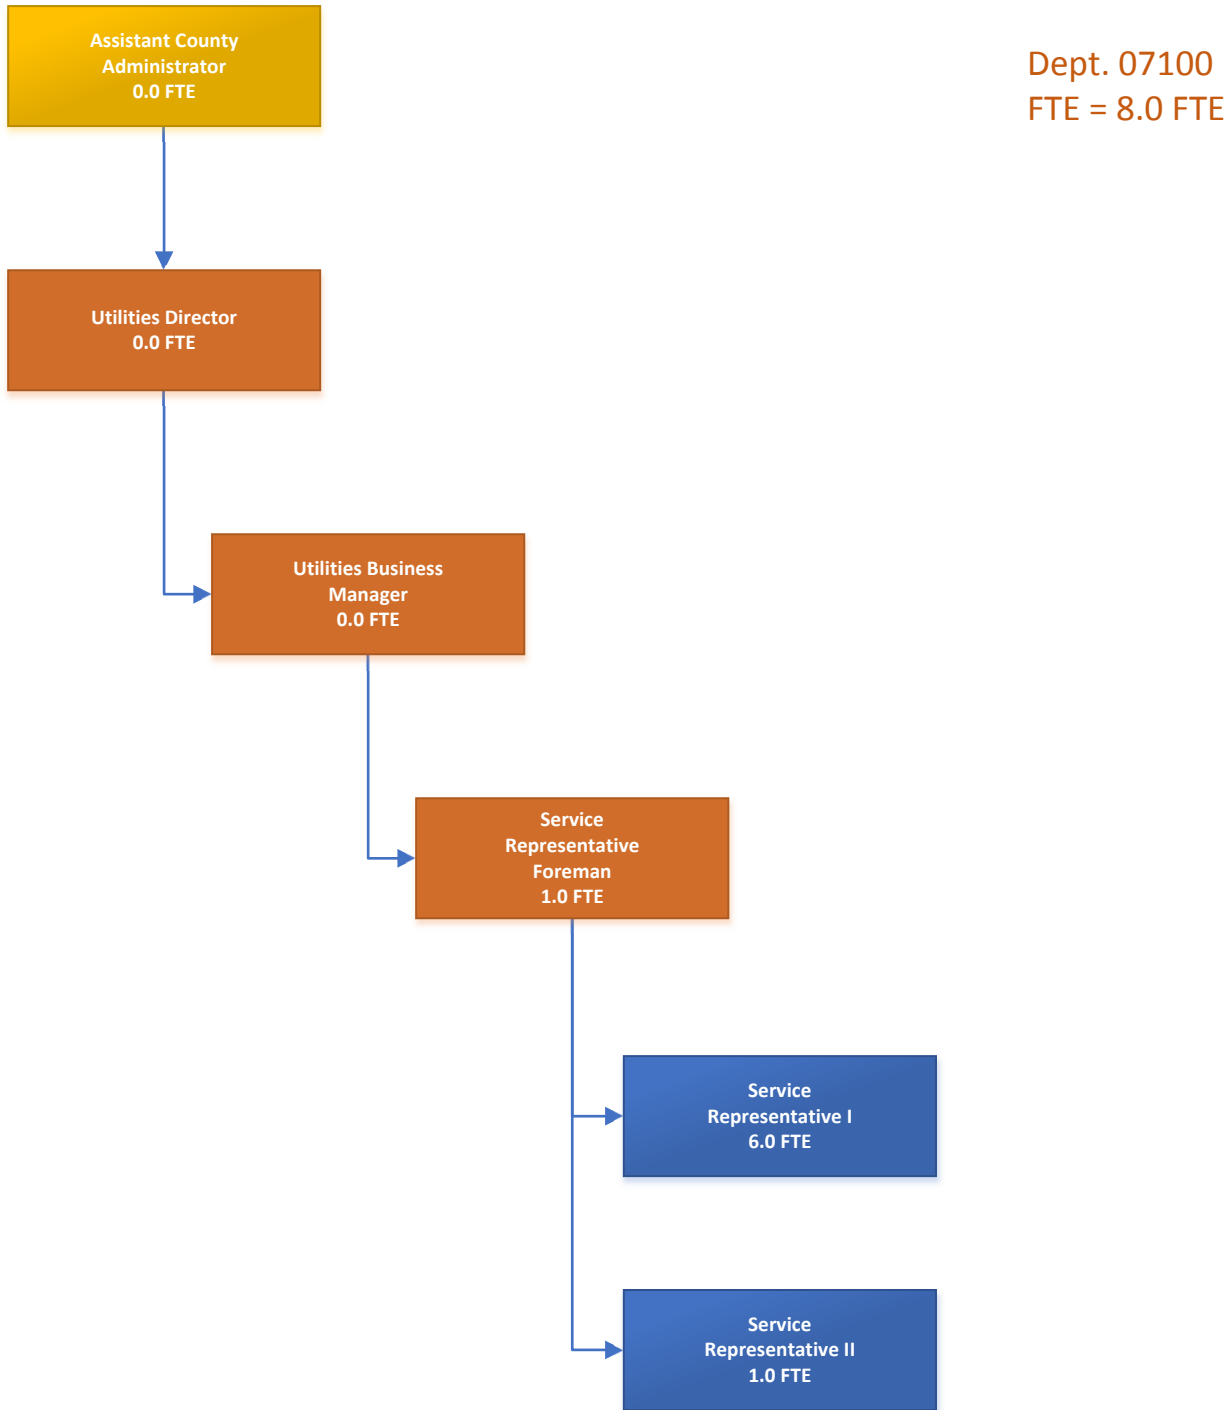 Assistant County
Administrator
0.0 FTE
Dept. 07100
FTE = 8.0 FTE
Utilities Director
0.0 FTE
Utilities Business
Manager
0.0 FTE
Service
Representative
Foreman
1.0 FTE
Service
Representative I
6.0 FTE
Service
Representative II
1.0 FTE